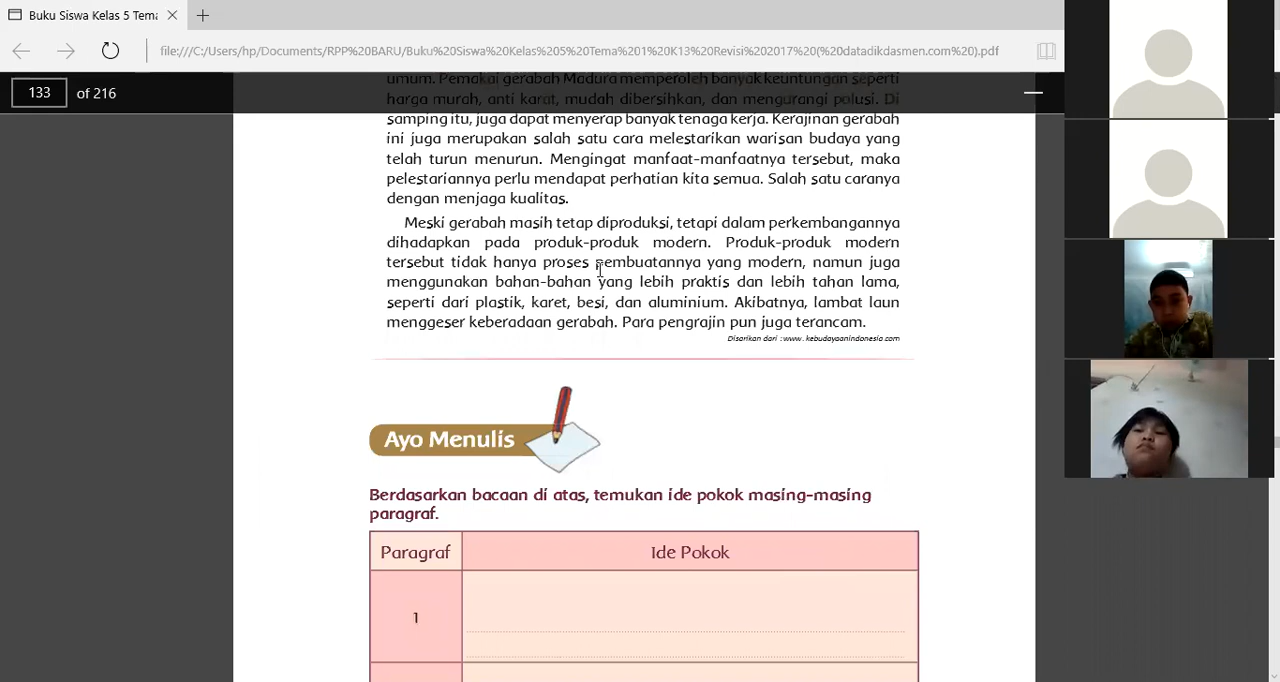 Buku Siswa Kelas 5 Tema
file:///C:/Users/hp/Documents/RPP%20BARU/Buku%20Siswa%20Kelas%205%20Tema%201%20K13%20Revisi%202017%20(%20datadikdasmen.com%20).pdf
133 of 216
umum. Pemakai gerabah Madura memperoleh banyak keuntungan seperti
harga murah, anti karat, mudah dibersihkan, dan mengurangi polusi. Di
samping itu, juga dapat menyerap banyak tenaga kerja. Kerajinan gerabah
ini juga merupakan salah satu cara melestarikan warisan budaya yang
telah turun menurun. Mengingat manfaat-manfaatnya tersebut, maka
pelestariannya perlu mendapat perhatian kita semua. Salah satu caranya
dengan menjaga kualitas.
Meski gerabah masih tetap diproduksi, tetapi dalam perkembangannya
dihadapkan pada produk-produk modern. Produk-produk modern
tersebut tidak hanya proses pembuatannya yang modern, namun juga
menggunakan bahan-bahan yang lebih praktis dan lebih tahan lama,
seperti dari plastik, karet, besi, dan aluminium. Akibatnya, lambat laun
menggeser keberadaan gerabah. Para pengrajin pun juga terancam.
Disarikan dari :www. kebudayaanindonesia.com
Ayo Menulis
Berdasarkan bacaan di atas, temukan ide pokok masing-masing
paragraf.
Paragraf Ide Pokok
1